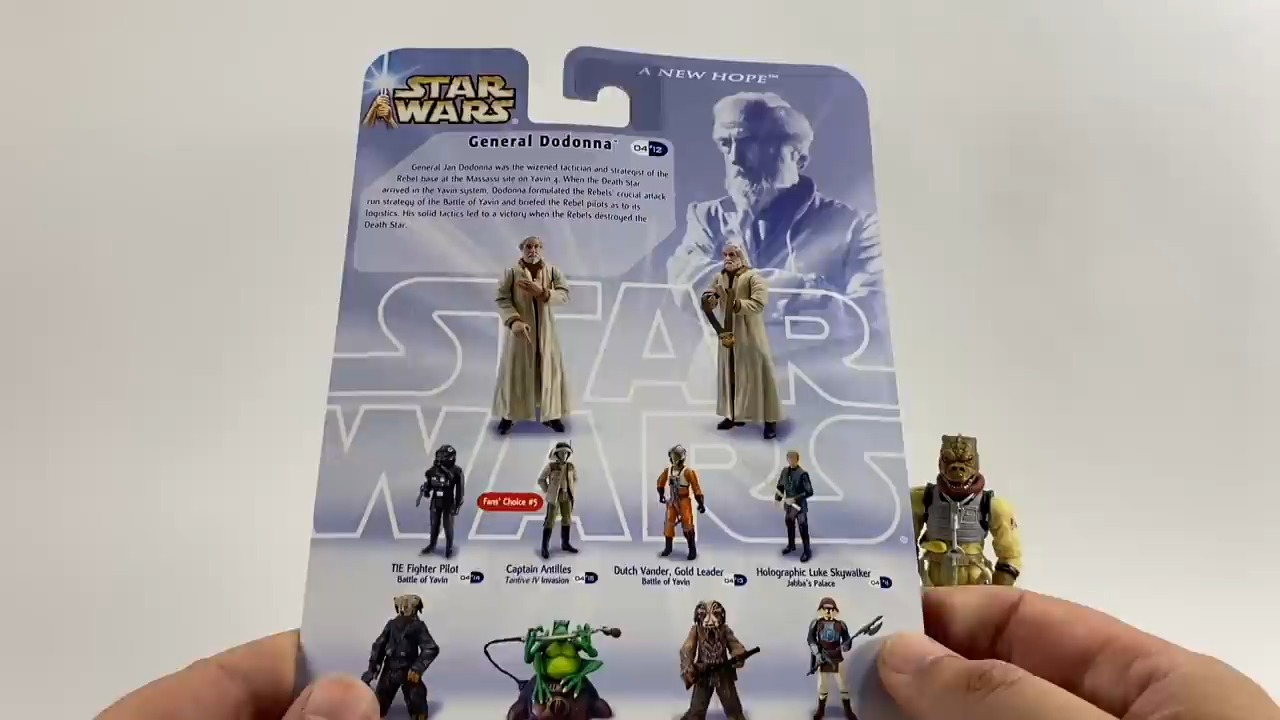 STAR
WARS
A NEW HOPE™
General Dodonna™
04 #12
General Jan Dodonna was the wizened tactician and strategist of the
Rebel base at the Massassi site on Yavin 4. When the Death Star
arrived in the Yavin system, Dodonna formulated the Rebels' crucial attack
run strategy of the Battle of Yavin and briefed the Rebel pilots as to its
logistics. His solid tactics led to a victory when the Rebels destroyed the
Death Star.
STAR
WARS®
Fans' Choice #5
TIE Fighter Pilot
Battle of Yavin
Captain Antilles
Tantive IV Invasion
Dutch Vander, Gold Leader
Battle of Yavin
Holographic Luke Skywalker
Jabba's Palace